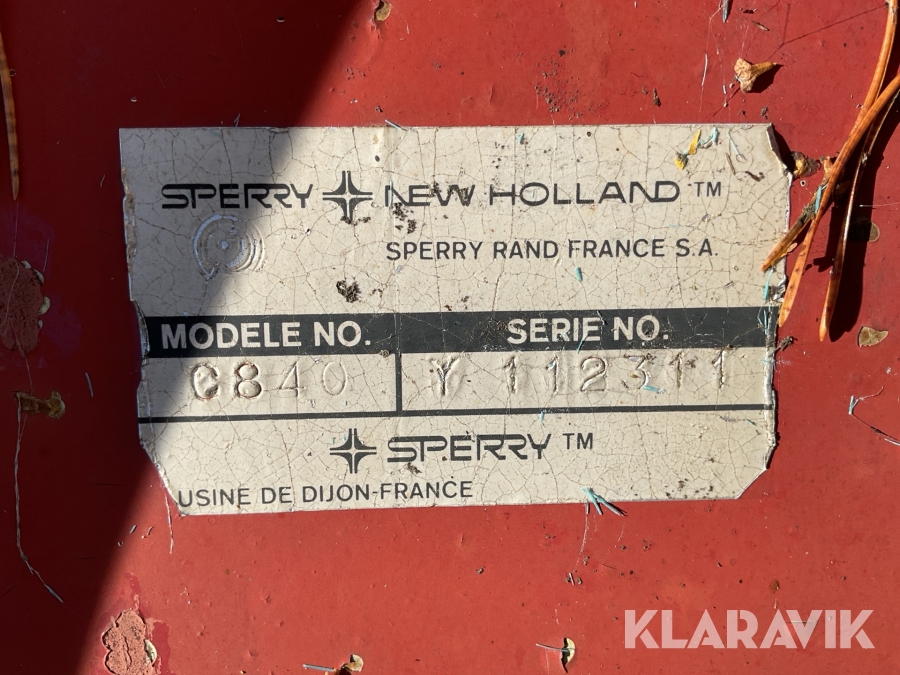 SPERRY NEW HOLLAND TM
SPERRY RAND FRANCE S.A.
MODELE NO. SERIE NO.
C840 Y 112311
SPERRY TM
USINE DE DIJON-FRANCE
KLARAVIK